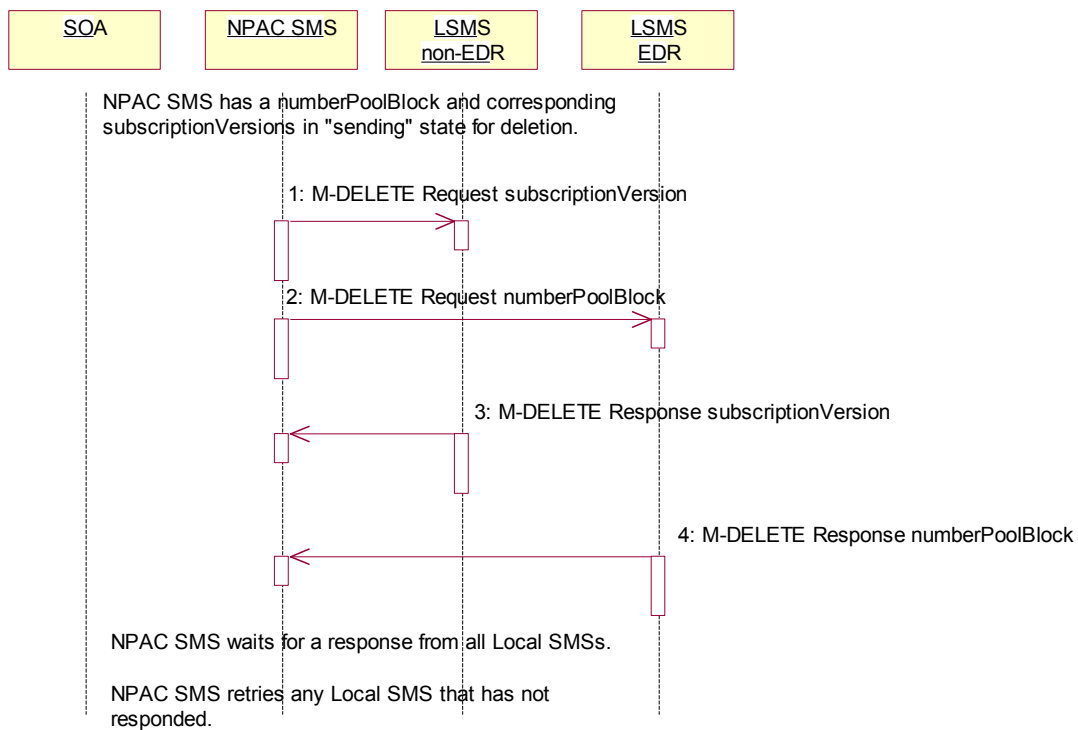 SOA
NPAC SMS
LSMS
non-EDR
LSMS
EDR
NPAC SMS has a numberPoolBlock and corresponding
subscriptionVersions in "sending" state for deletion.
1: M-DELETE Request subscriptionVersion
2: M-DELETE Request numberPoolBlock
3: M-DELETE Response subscriptionVersion
4: M-DELETE Response numberPoolBlock
NPAC SMS waits for a response from all Local SMSs.
NPAC SMS retries any Local SMS that has not
responded.